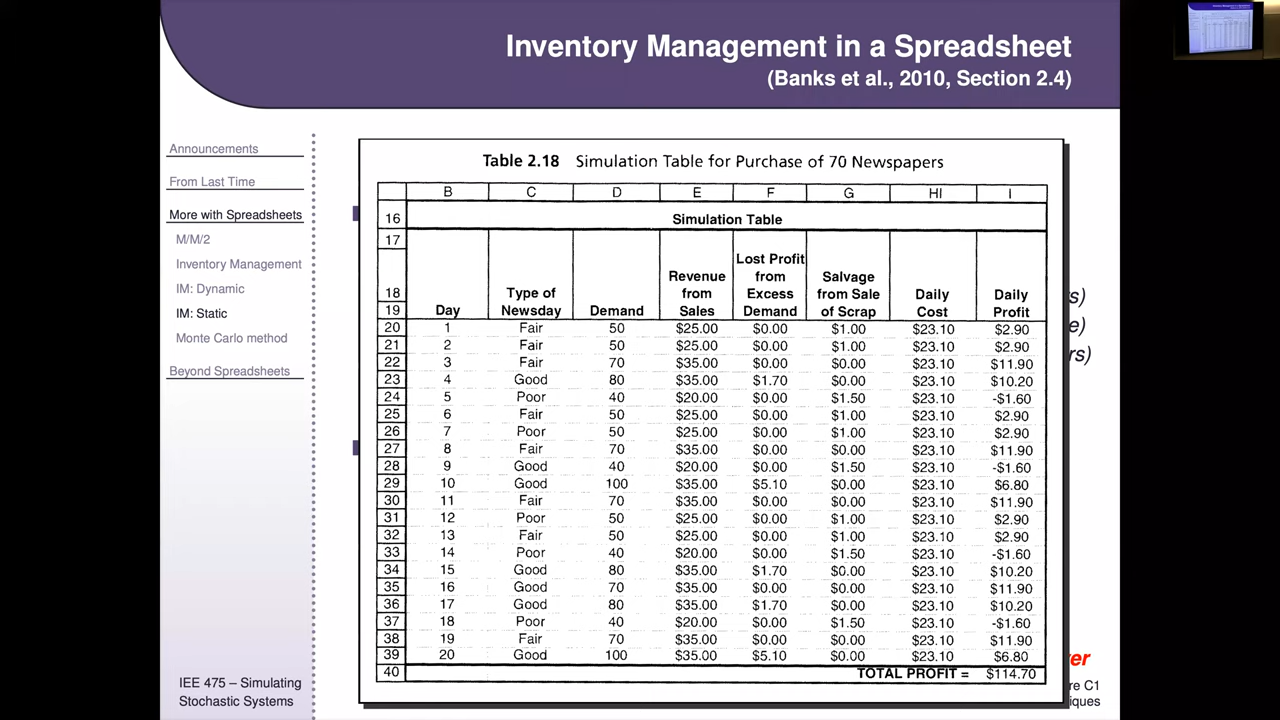 Inventory Management in a Spreadsheet
(Banks et al., 2010, Section 2.4)
Announcements
From Last Time
More with Spreadsheets
M/M/2
Inventory Management
IM: Dynamic
IM: Static
Monte Carlo method
Beyond Spreadsheets
IEE 475 – Simulating
Stochastic Systems
Table 2.18 Simulation Table for Purchase of 70 Newspapers
B C D E F G HI I
16 Simulation Table
17
Lost Profit
Revenue from Salvage
18 Type of from Excess from Sale Daily Daily
19 Day Newsday Demand Sales Demand of Scrap Cost Profit
20 1 Fair 50 $25.00 $0.00 $1.00 $23.10 $2.90
21 2 Fair 50 $25.00 $0.00 $1.00 $23.10 $2.90
22 3 Fair 70 $35.00 $0.00 $0.00 $23.10 $11.90
23 4 Good 80 $35.00 $1.70 $0.00 $23.10 $10.20
24 5 Poor 40 $20.00 $0.00 $1.50 $23.10 -$1.60
25 6 Fair 50 $25.00 $0.00 $1.00 $23.10 $2.90
26 7 Poor 50 $25.00 $0.00 $1.00 $23.10 $2.90
27 8 Fair 70 $35.00 $0.00 $0.00 $23.10 $11.90
28 9 Good 40 $20.00 $0.00 $1.50 $23.10 -$1.60
29 10 Good 100 $35.00 $5.10 $0.00 $23.10 $6.80
30 11 Fair 70 $35.00 $0.00 $0.00 $23.10 $11.90
31 12 Poor 50 $25.00 $0.00 $1.00 $23.10 $2.90
32 13 Fair 50 $25.00 $0.00 $1.00 $23.10 $2.90
33 14 Poor 40 $20.00 $0.00 $1.50 $23.10 -$1.60
34 15 Good 80 $35.00 $1.70 $0.00 $23.10 $10.20
35 16 Good 70 $35.00 $0.00 $0.00 $23.10 $11.90
36 17 Good 80 $35.00 $1.70 $0.00 $23.10 $10.20
37 18 Poor 40 $20.00 $0.00 $1.50 $23.10 -$1.60
38 19 Fair 70 $35.00 $0.00 $0.00 $23.10 $11.90
39 20 Good 100 $35.00 $5.10 $0.00 $23.10 $6.80
40 TOTAL PROFIT = $114.70
s)
e)
rs)
er
re C1
iques